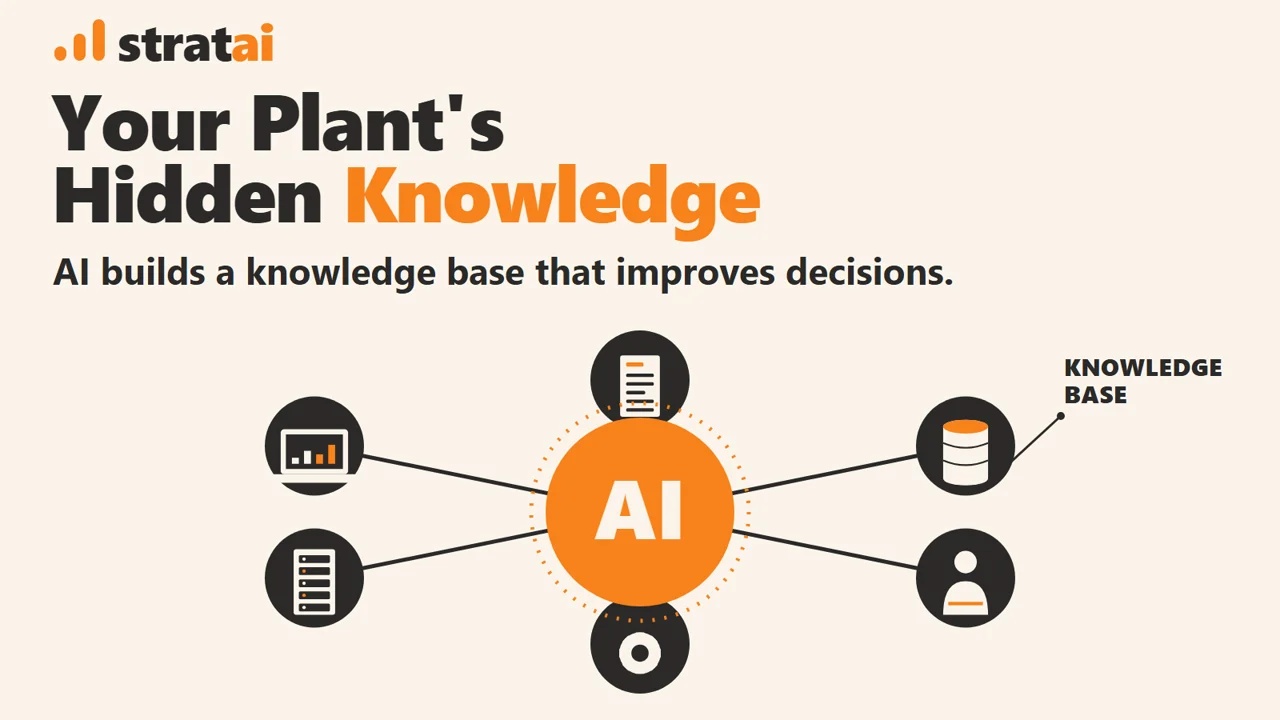 stratai
Your Plant's
Hidden Knowledge
AI builds a knowledge base that improves decisions.
KNOWLEDGE
BASE
AI